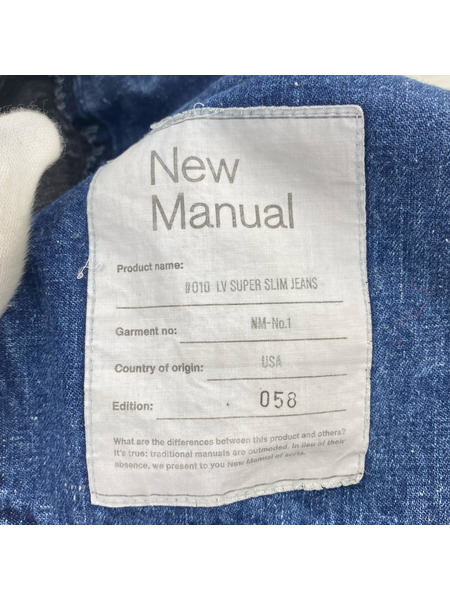 New
Manual
Product name:
#010 LV SUPER SLIM JEANS
Garment no:
NM-No.1
Country of origin:
USA
Edition:
058
What are the differences between this product and others?
It's true: traditional manuals are outmoded. In lieu of their
absence, we present to you New Manual of sorts.